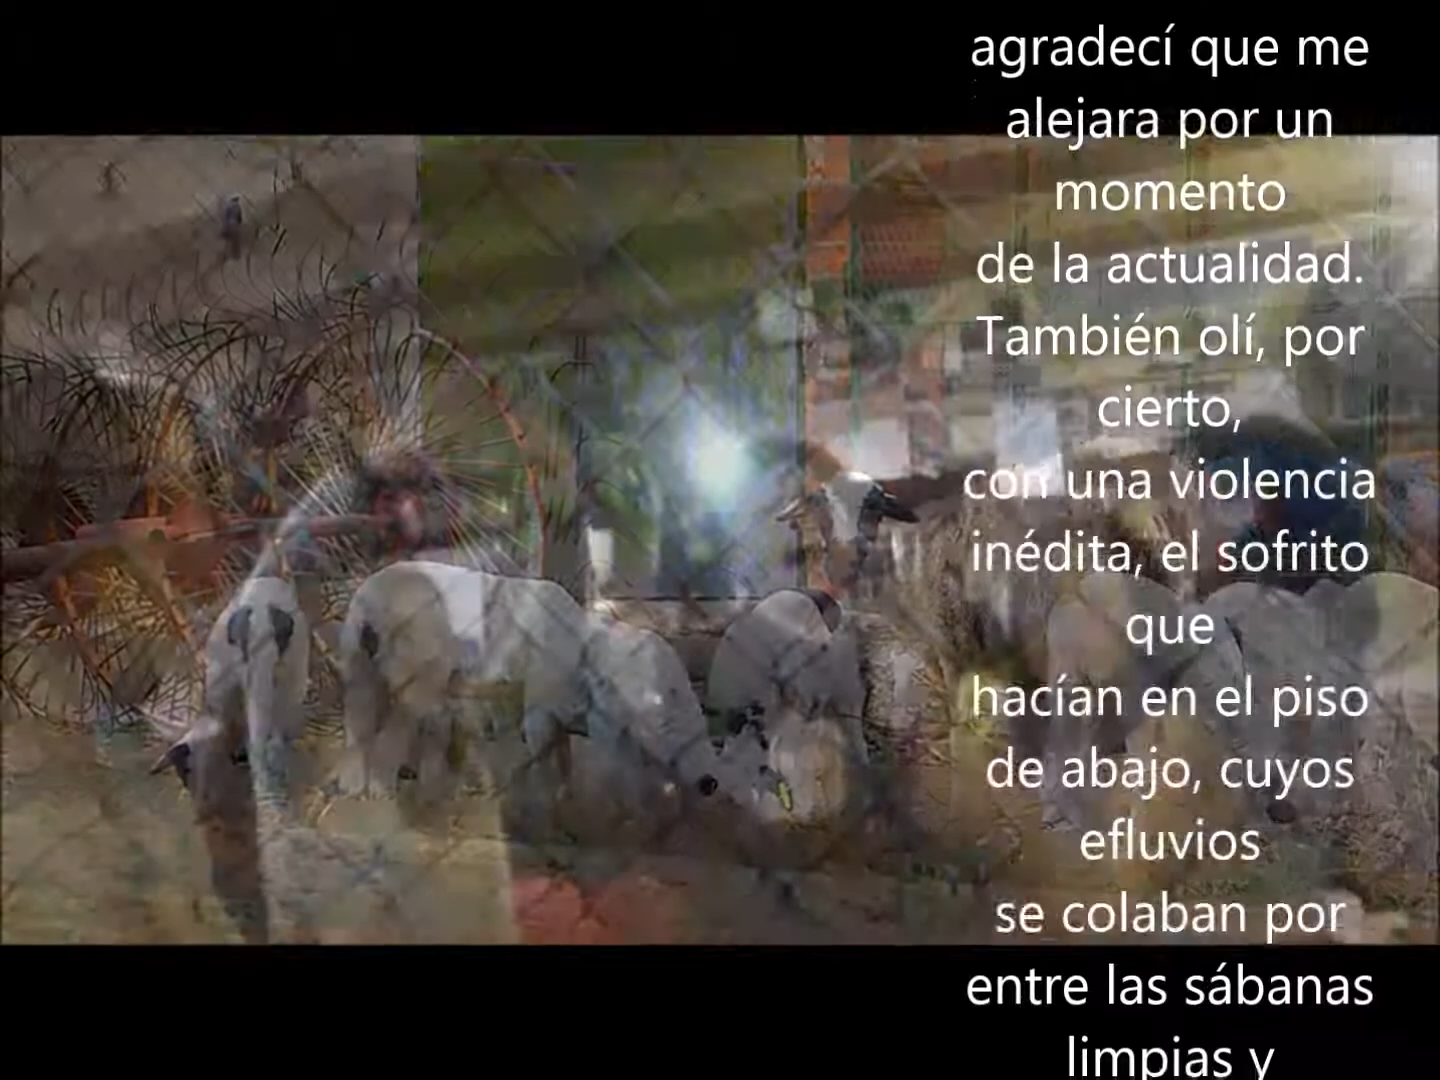 agradecí que me
alejara por un
momento
de la actualidad.
También olí, por
cierto,
con una violencia
inédita, el sofrito
que
hacían en el piso
de abajo, cuyos
efluvios
se colaban por
entre las sábanas
limpias y